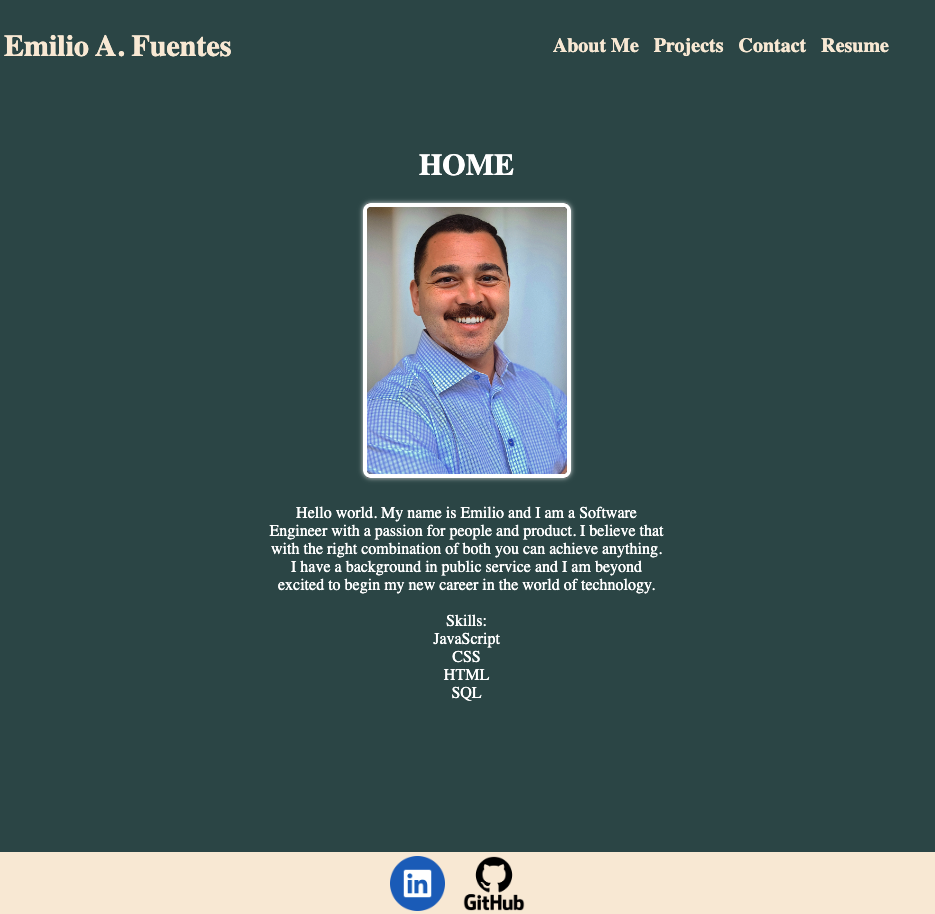 Emilio A. Fuentes
About Me Projects Contact Resume
HOME
Hello world. My name is Emilio and I am a Software
Engineer with a passion for people and product. I believe that
with the right combination of both you can achieve anything.
I have a background in public service and I am beyond
excited to begin my new career in the world of technology.
Skills:
JavaScript
CSS
HTML
SQL
in
GitHub